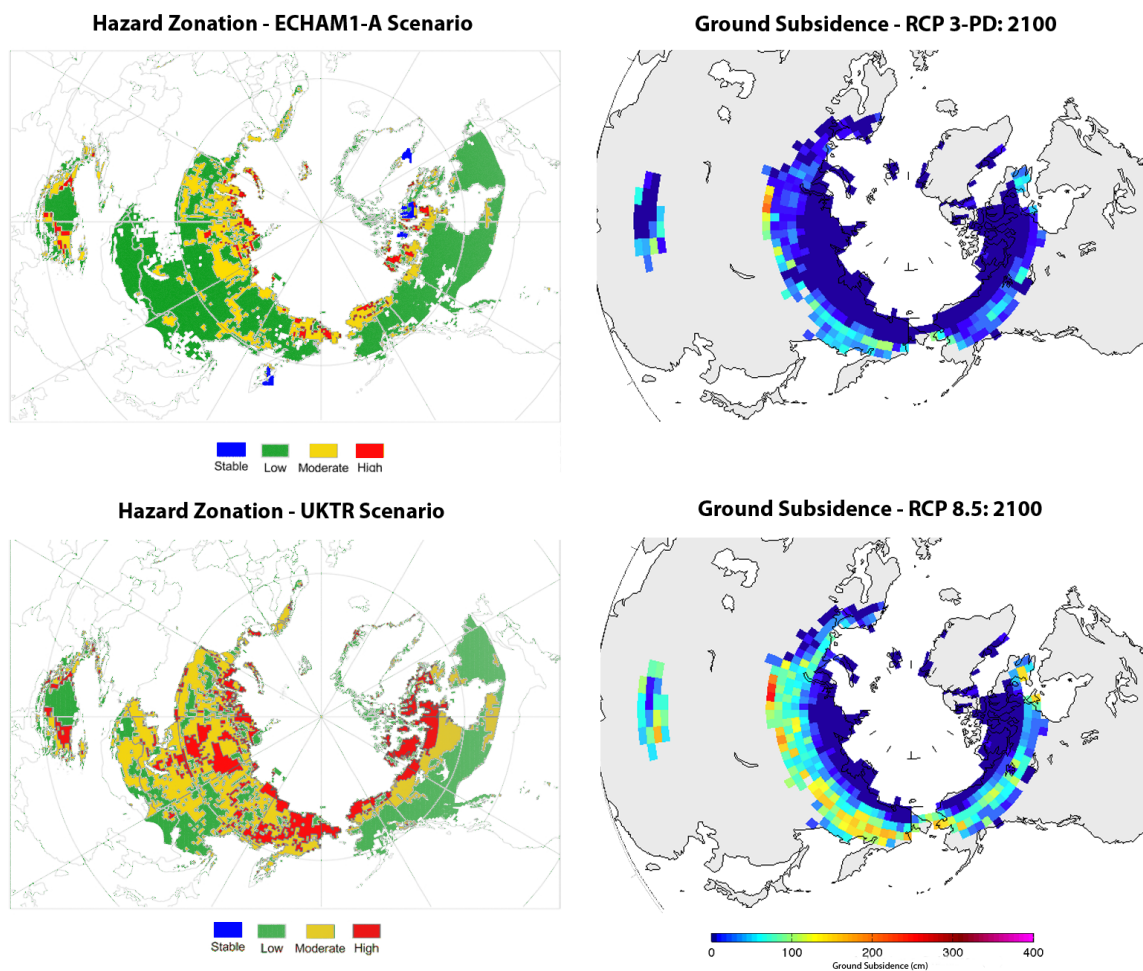 Hazard Zonation - ECHAM1-A Scenario
Ground Subsidence - RCP 3-PD: 2100
Stable Low Moderate High
Hazard Zonation - UKTR Scenario
Ground Subsidence - RCP 8.5: 2100
Stable Low Moderate High
0 100 200 300 400
Ground Subsidence (cm)